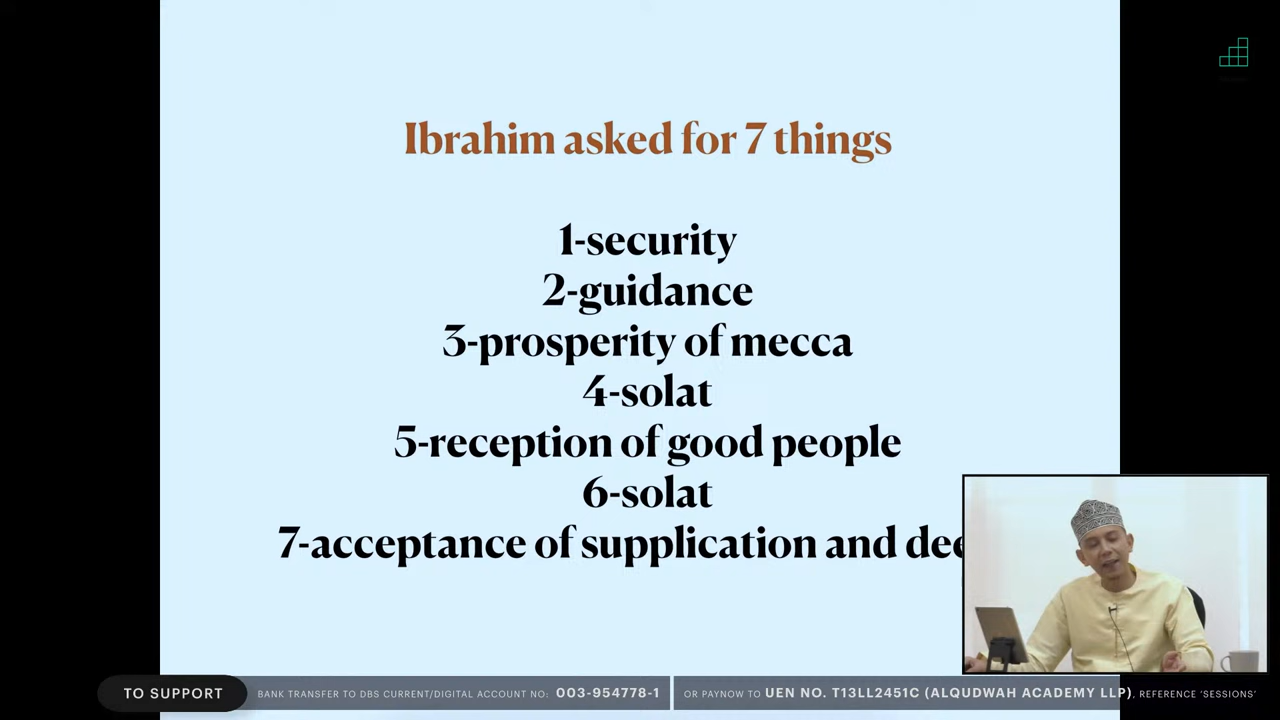 Ibrahim asked for 7 things
1-security
2-guidance
3-prosperity of mecca
4-solat
5-reception of good people
6-solat
7-acceptance of supplication and
TO SUPPORT
BANK TRANSFER TO DBS CURRENT/DIGITAL ACCOUNT NO: 003-954778-1
OR PAYNOW TO UEN NO. T13LL2451C (ALQUDWAH ACADEMY LLP), REFERENCE 'SESSIONS'